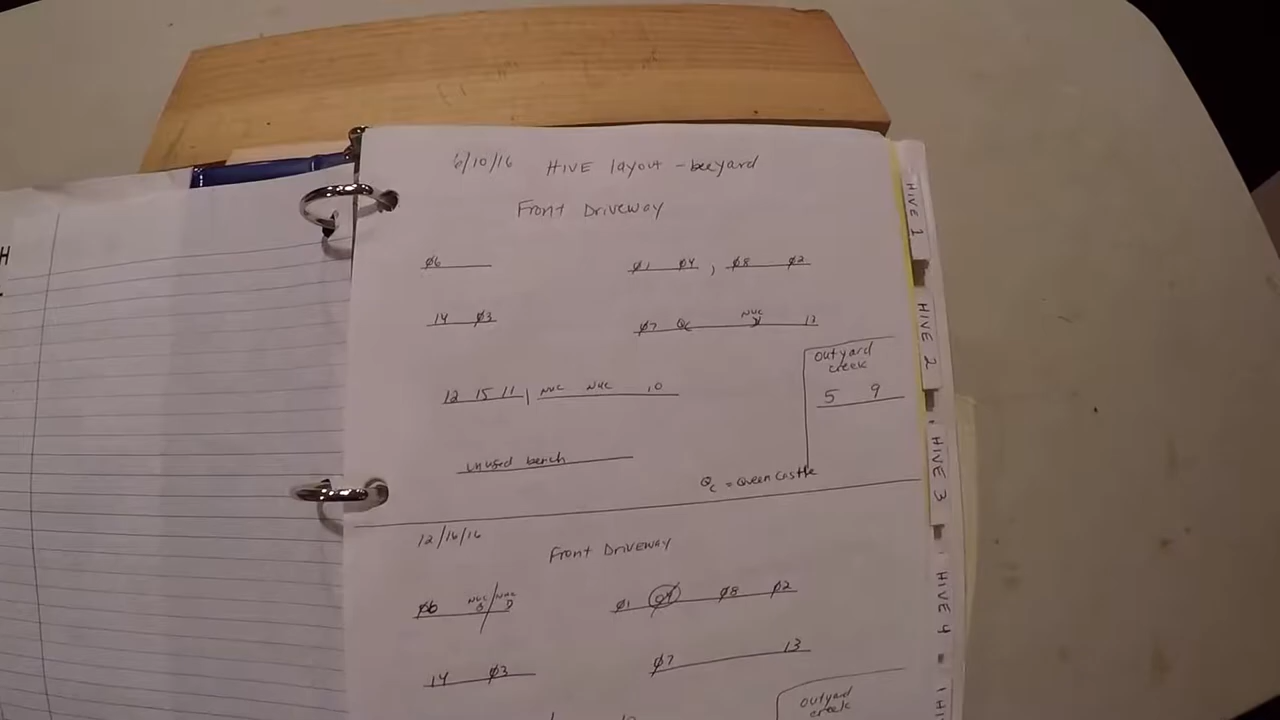 6/10/16 HIVE layout - beeyard
Front Driveway
Ø6 Ø1 Ø4 , Ø8 Ø2
14 Ø3 Ø7 QC NUC 13
12 15 11 | NUC NUC 10
outyard
creek
5 9
unused bench
QC = Queen Castle
12/16/16
Front Driveway
Ø6 NUC / NUC Ø1 Ø4 Ø8 Ø2
14 Ø3 Ø7 13
outyard
creek
HIVE 1
HIVE 2
HIVE 3
HIVE 4
H